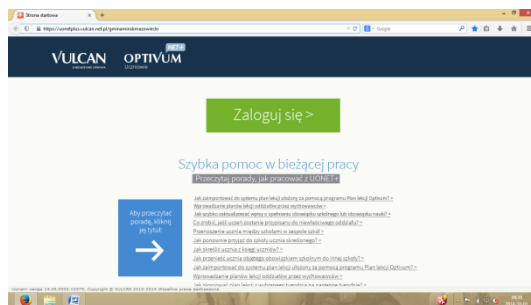 Strona startowa
https://uonetplus.vulcan.net.pl/gminaminskmazowiecki
Google
VULCAN
OPTIVUM
NET+
Uczniowie
Zaloguj się >
Szybka pomoc w bieżącej pracy
Przeczytaj porady, jak pracować z UONET+
Aby przeczytać
poradę, kliknij
jej tytuł:
Jak zaimportować do systemu plan lekcji ułożony za pomocą programu Plan lekcji Optivum? >
Wprowadzanie planów lekcji oddziałów przez wychowawców >
Jak szybko zaktualizować wpisy o spełnianiu obowiązku szkolnego lub obowiązku nauki? >
Co zrobić, jeśli uczeń zostanie przypisany do niewłaściwego oddziału? >
Przenoszenie ucznia między szkołami w zespole szkół >
Jak ponownie przyjąć do szkoły ucznia skreślonego? >
Jak skreślić ucznia z księgi uczniów? >
Jak przenieść ucznia objętego obowiązkiem szkolnym do innej szkoły? >
Jak zaimportować do systemu plan lekcji ułożony za pomocą programu Plan Lekcji Optivum? >
Wprowadzanie planów lekcji oddziałów przez wychowawców >